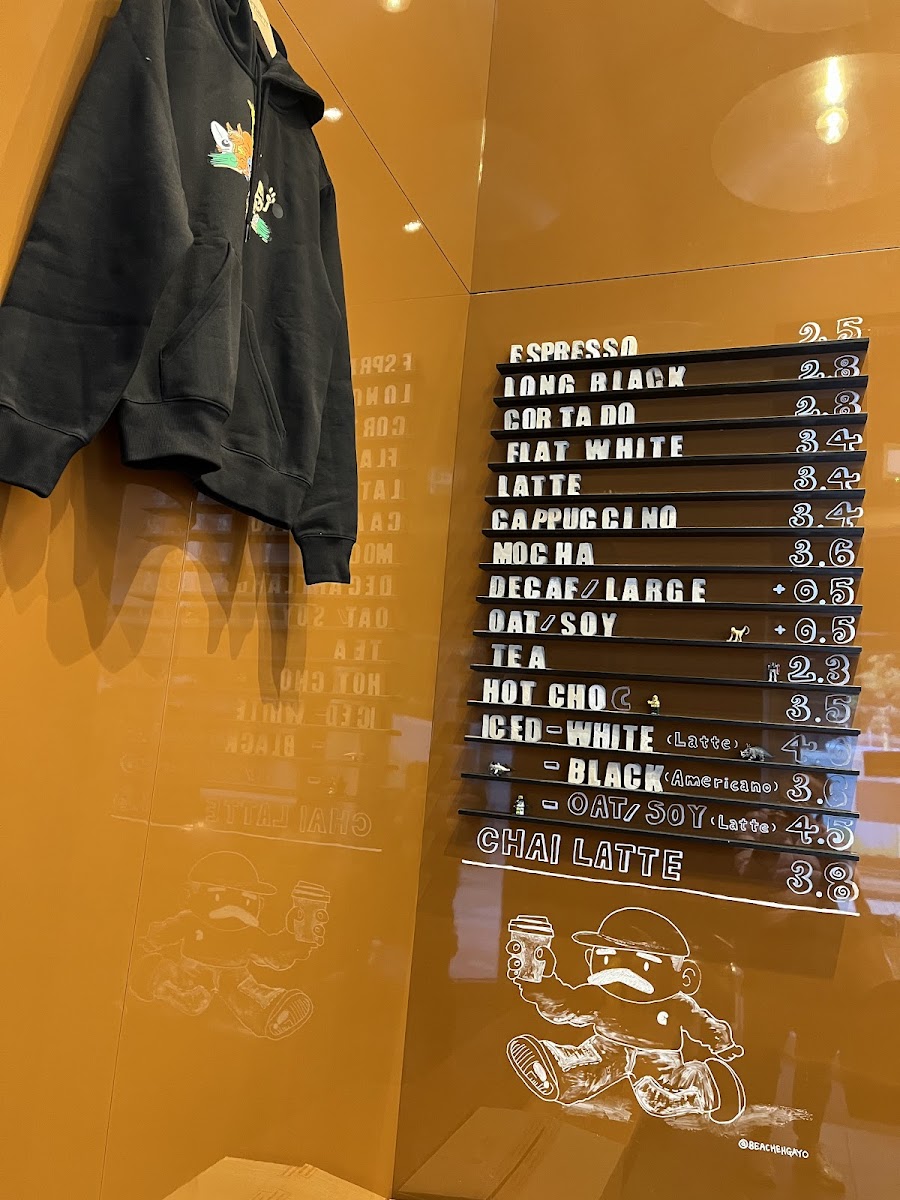 ESPRESSO 2.5
LONG BLACK 2.8
CORTADO 2.8
FLAT WHITE 3.4
LATTE 3.4
CAPPUCCINO 3.4
MOCHA 3.6
DECAF/LARGE +0.5
OAT/SOY +0.5
TEA 2.3
HOT CHOC 3.5
ICED-WHITE (Latte)
-BLACK (Americano)
-OAT/SOY (Latte) 4.5
CHAI LATTE 3.8
@BEACHEHGAYO